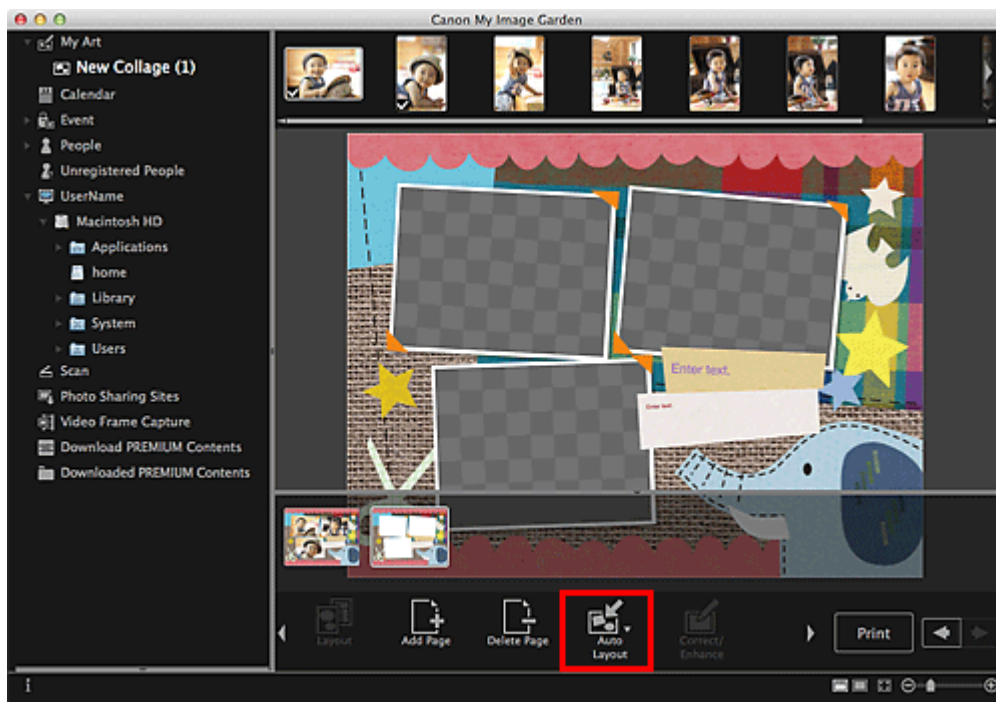 Canon My Image Garden
My Art
New Collage (1)
Calendar
Event
People
Unregistered People
UserName
Macintosh HD
Applications
home
Library
System
Users
Scan
Photo Sharing Sites
Video Frame Capture
Download PREMIUM Contents
Downloaded PREMIUM Contents
Enter text.
Enter text.
Layout
Add Page
Delete Page
Auto
Layout
Correct/
Enhance
Print